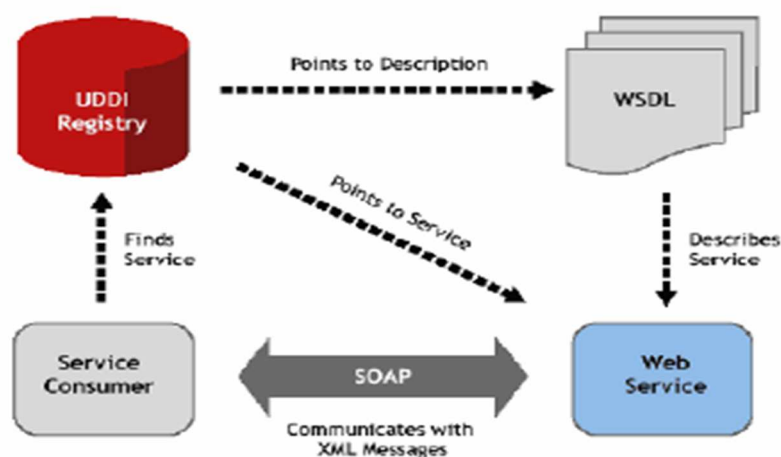 UDDI
Registry
Points to Description
WSDL
Points to Service
Finds
Service
Describes
Service
Service
Consumer
SOAP
Web
Service
Communicates with
XML Messages